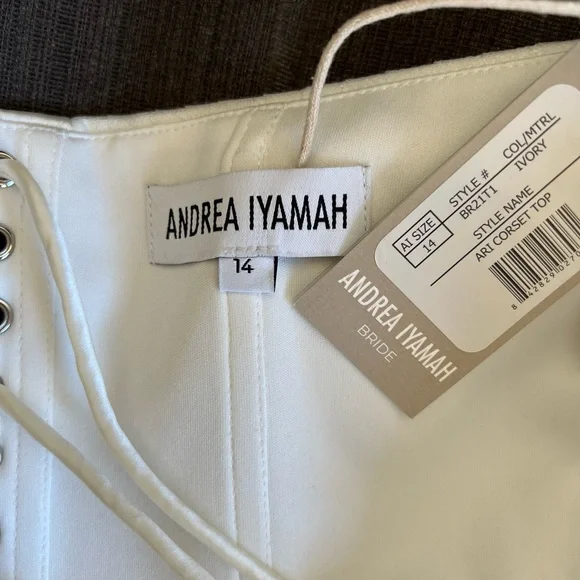 ANDREA IYAMAH
14
AI SIZE
14
STYLE #
BR21T1
COL/MTRL
IVORY
STYLE NAME
ARI CORSET TOP
ANDREA IYAMAH
BRIDE